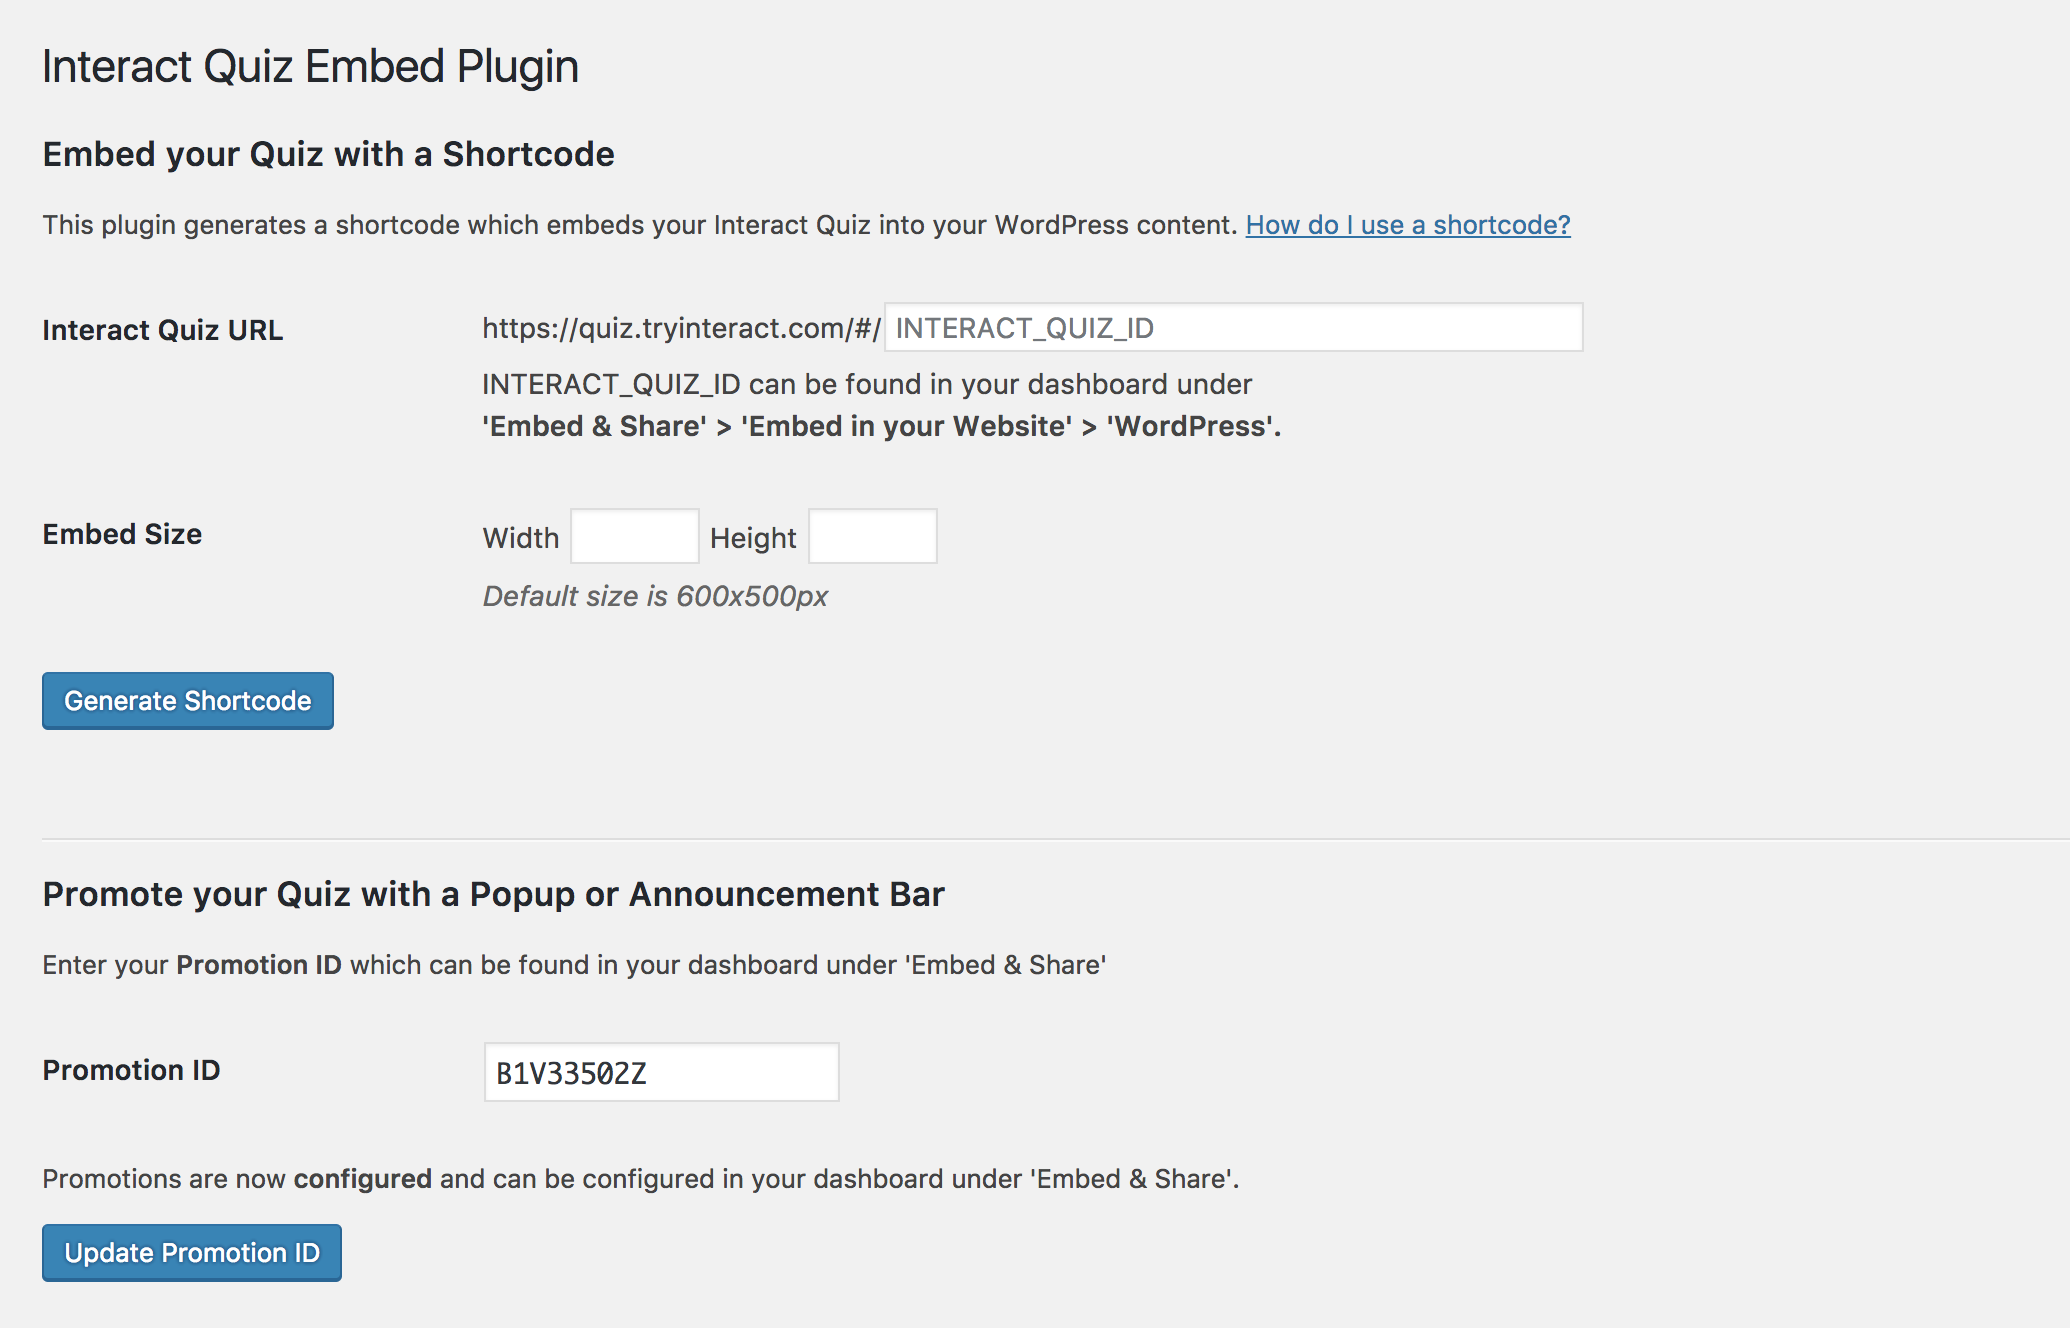 Interact Quiz Embed Plugin
Embed your Quiz with a Shortcode
This plugin generates a shortcode which embeds your Interact Quiz into your WordPress content. How do I use a shortcode?
Interact Quiz URL https://quiz.tryinteract.com/#/ INTERACT_QUIZ_ID
INTERACT_QUIZ_ID can be found in your dashboard under
'Embed & Share' > 'Embed in your Website' > 'WordPress'.
Embed Size Width Height
Default size is 600x500px
Generate Shortcode
Promote your Quiz with a Popup or Announcement Bar
Enter your Promotion ID which can be found in your dashboard under 'Embed & Share'
Promotion ID B1V33502Z
Promotions are now configured and can be configured in your dashboard under 'Embed & Share'.
Update Promotion ID